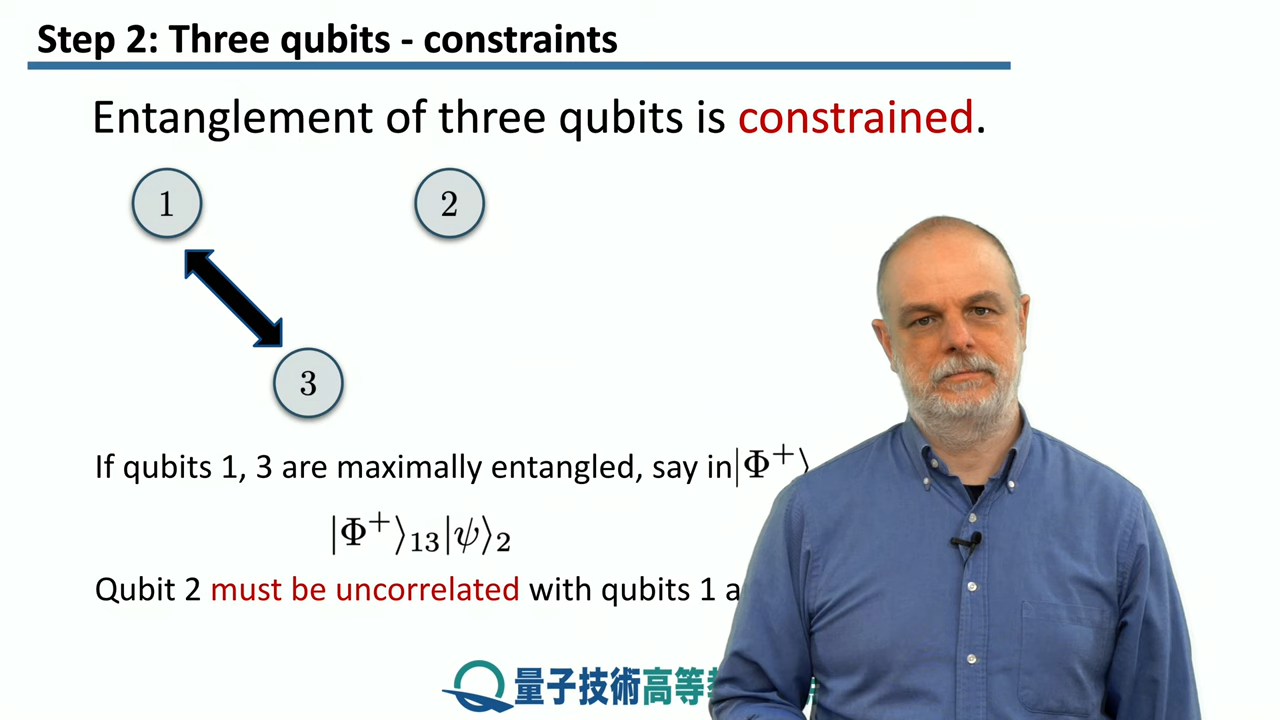 Step 2: Three qubits - constraints
Entanglement of three qubits is constrained.
1
2
3
If qubits 1, 3 are maximally entangled, say in |Φ⁺⟩
|Φ⁺⟩₁₃|ψ⟩₂
Qubit 2 must be uncorrelated with qubits 1
量子技術高等